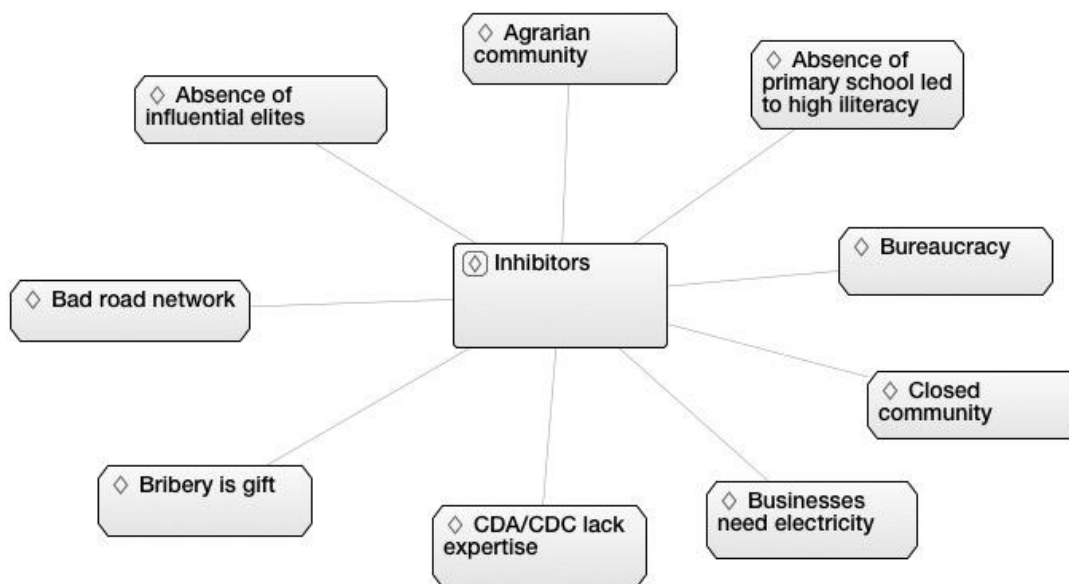 Agrarian
community
Absence of
primary school led
to high iliteracy
Absence of
influential elites
Bureaucracy
Inhibitors
Bad road network
Closed
community
Bribery is gift
Businesses
need electricity
CDA/CDC lack
expertise